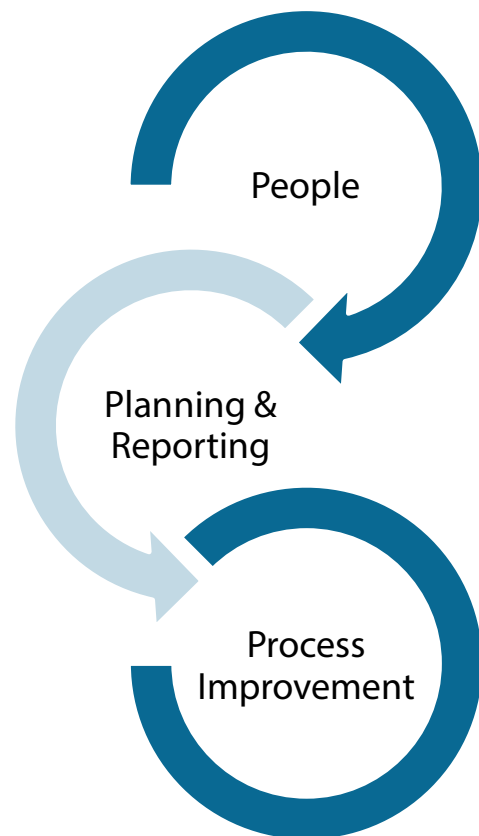 People
Planning &
Reporting
Process
Improvement